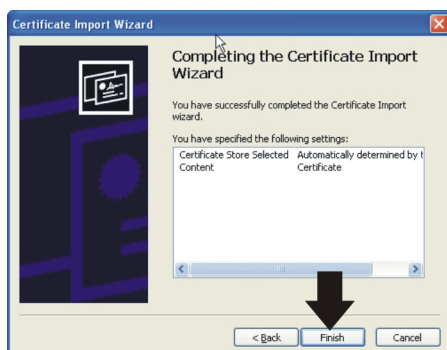 Certificate Import Wizard
Completing the Certificate Import
Wizard
You have successfully completed the Certificate Import
wizard.
You have specified the following settings:
Certificate Store Selected Automatically determined by t
Content Certificate
< Back Finish Cancel